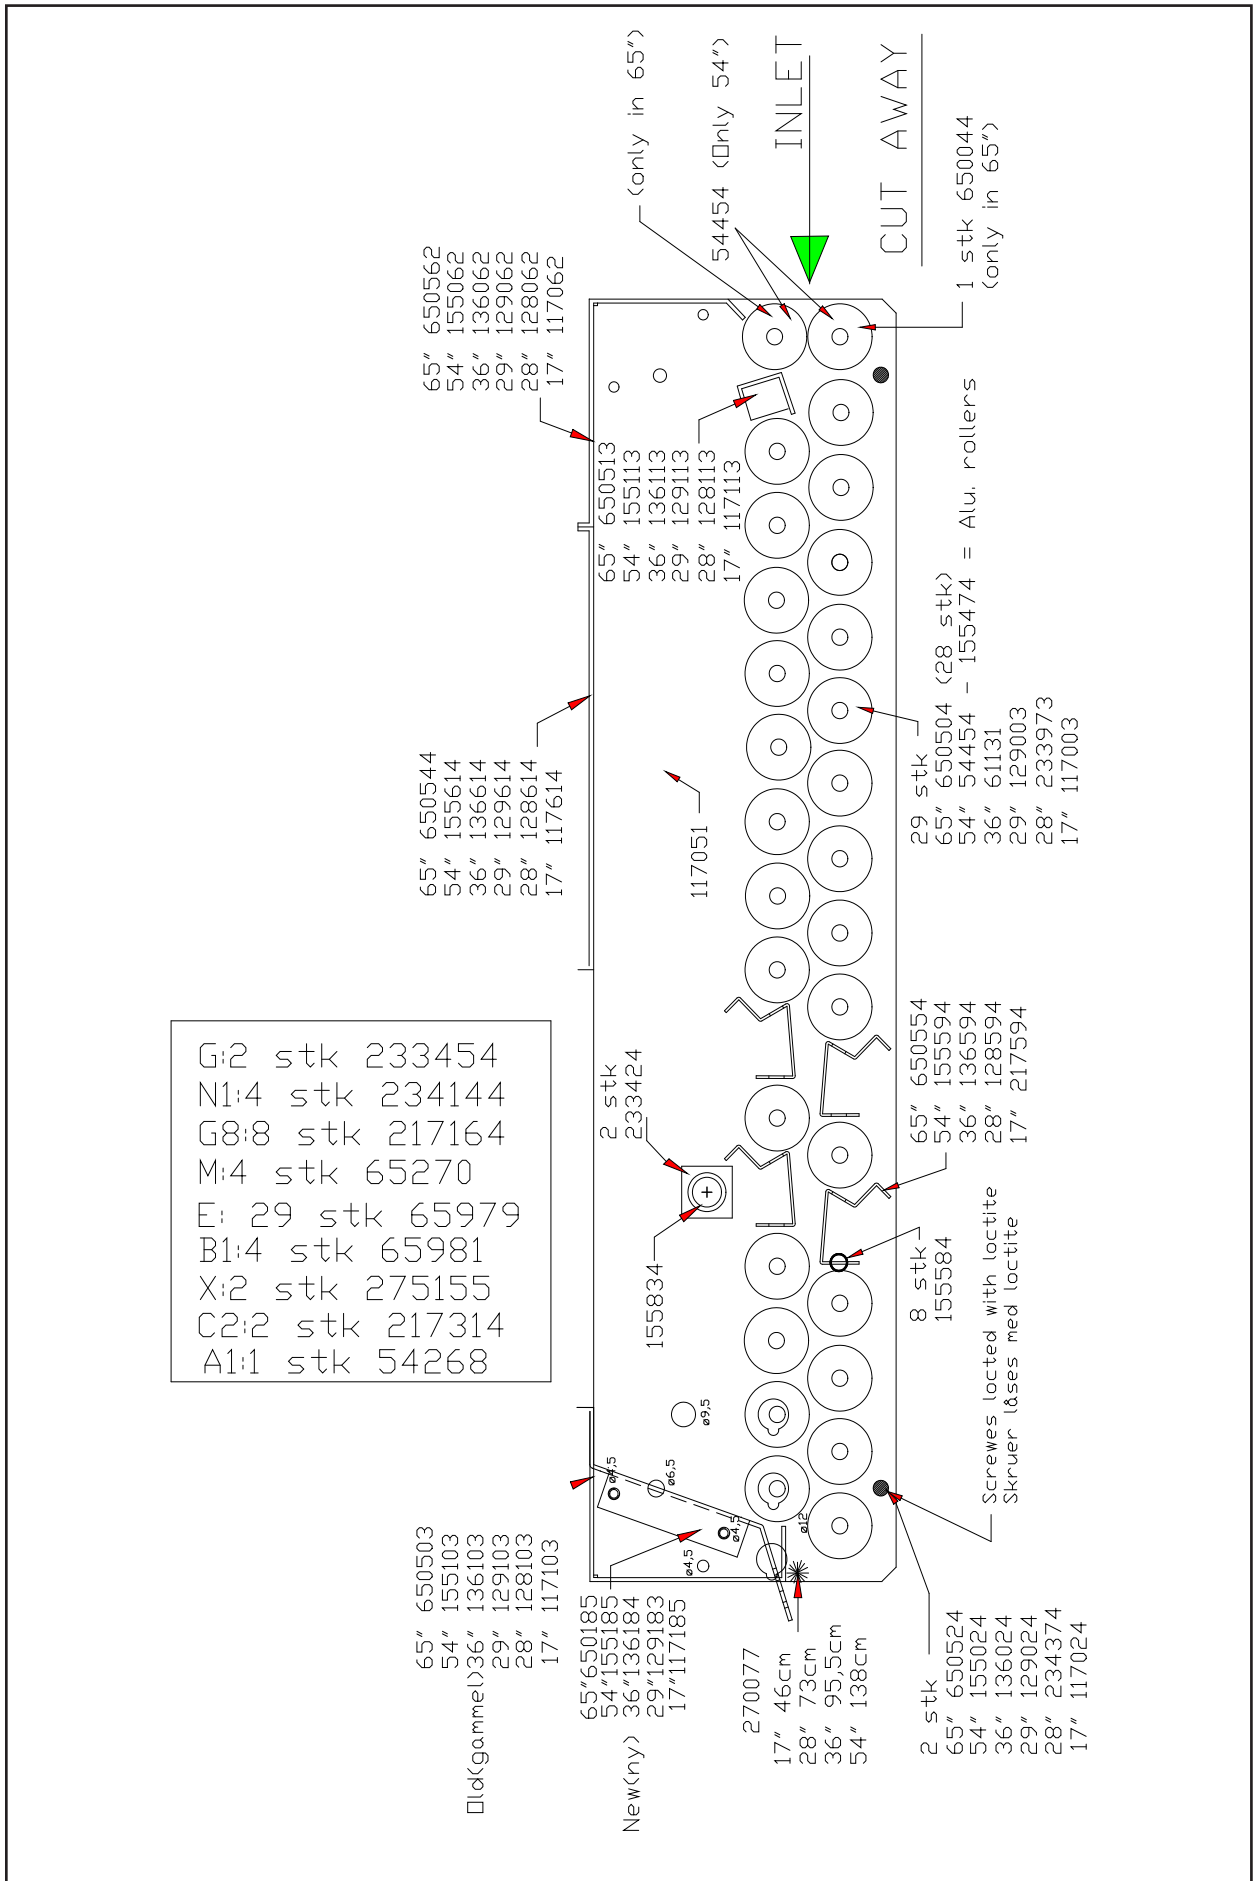 G:2 stk 233454
N1:4 stk 234144
G8:8 stk 217164
M:4 stk 65270
E: 29 stk 65979
B1:4 stk 65981
X:2 stk 275155
C2:2 stk 217314
A1:1 stk 54268
65" 650503
54" 155103
Old(gammel)36" 136103
29" 129103
28" 128103
17" 117103
65"650185
54"155185
New(ny) 36"136184
29"129183
17"117185
65" 650544
54" 155614
36" 136614
29" 129614
28" 128614
17" 117614
65" 650562
54" 155062
36" 136062
29" 129062
28" 128062
17" 117062
65" 650513
54" 155113
36" 136113
29" 129113
28" 128113
17" 117113
(only in 65")
54454 (Only 54")
INLET
CUT AWAY
1 stk 650044
(only in 65")
117051
2 stk
233424
155834
ø4,5
ø6,5
ø9,5
ø4,5
ø4,5
ø12
270077
17" 46cm
28" 73cm
36" 95,5cm
54" 138cm
2 stk
65" 650524
54" 155024
36" 136024
29" 129024
28" 234374
17" 117024
Screwes locted with loctite
Skruer låses med loctite
8 stk
155584
65" 650554
54" 155594
36" 136594
28" 128594
17" 217594
29 stk
65" 650504 (28 stk)
54" 54454 - 155474 = Alu. rollers
36" 61131
29" 129003
28" 233973
17" 117003